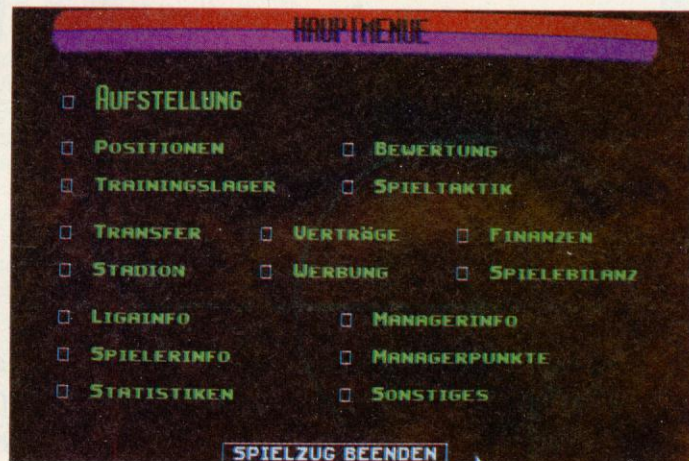 HAUPTMENUE
AUFSTELLUNG
POSITIONEN BEWERTUNG
TRAININGSLAGER SPIELTAKTIK
TRANSFER VERTRÄGE FINANZEN
STADION WERBUNG SPIELEBILANZ
LIGAINFO MANAGERINFO
SPIELERINFO MANAGERPUNKTE
STATISTIKEN SONSTIGES
SPIELZUG BEENDEN